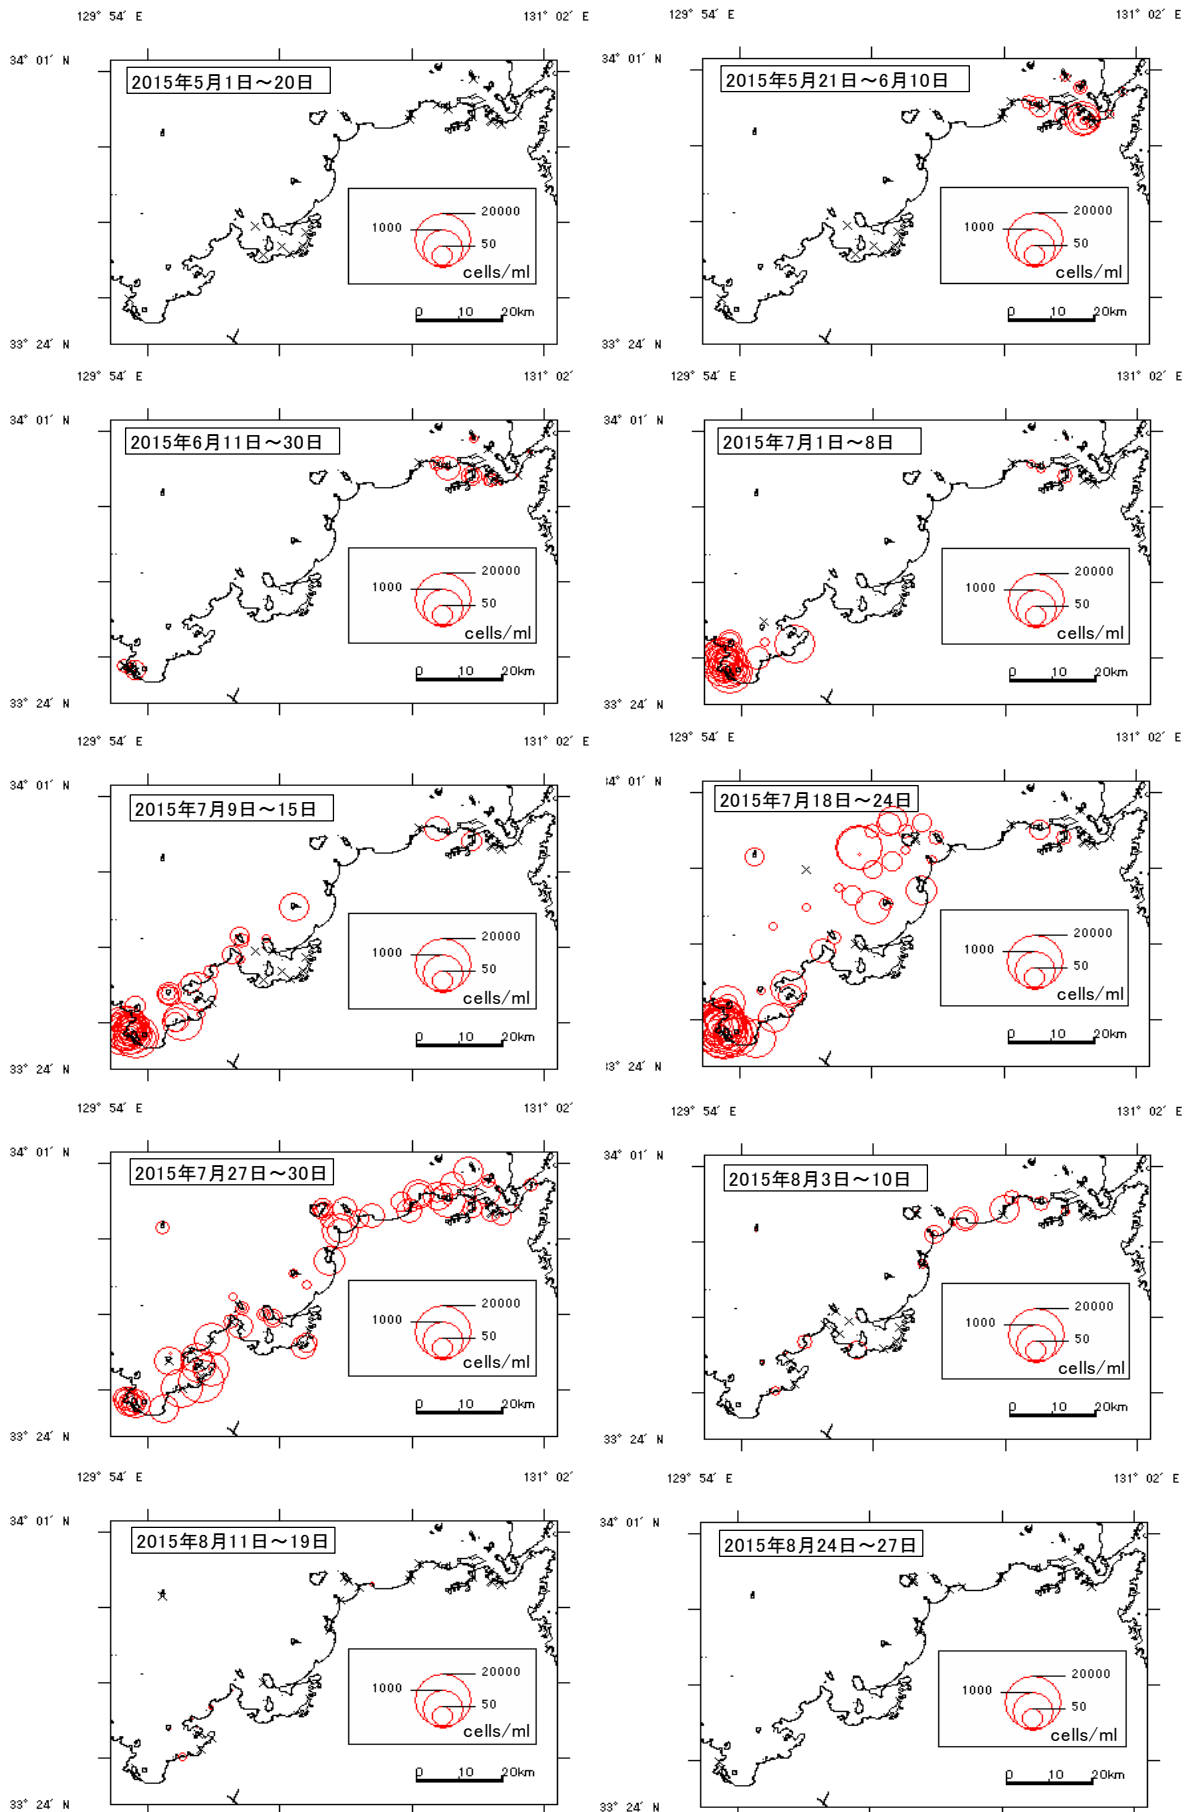 129° 54′ E
131° 02′ E
34° 01′ N
2015年5月1日～20日
20000
1000
50
cells/ml
0 10 20km
33° 24′ N
129° 54′ E
131° 02′ E
34° 01′ N
2015年5月21日～6月10日
20000
1000
50
cells/ml
0 10 20km
33° 24′ N
129° 54′ E
131° 02′ E
34° 01′ N
2015年6月11日～30日
20000
1000
50
cells/ml
0 10 20km
33° 24′ N
129° 54′ E
131° 02′ E
34° 01′ N
2015年7月1日～8日
20000
1000
50
cells/ml
0 10 20km
33° 24′ N
129° 54′ E
131° 02′ E
34° 01′ N
2015年7月9日～15日
20000
1000
50
cells/ml
0 10 20km
33° 24′ N
129° 54′ E
131° 02′ E
34° 01′ N
2015年7月18日～24日
20000
1000
50
cells/ml
0 10 20km
33° 24′ N
129° 54′ E
131° 02′ E
34° 01′ N
2015年7月27日～30日
20000
1000
50
cells/ml
0 10 20km
33° 24′ N
129° 54′ E
131° 02′ E
34° 01′ N
2015年8月3日～10日
20000
1000
50
cells/ml
0 10 20km
33° 24′ N
129° 54′ E
131° 02′ E
34° 01′ N
2015年8月11日～19日
20000
1000
50
cells/ml
0 10 20km
33° 24′ N
129° 54′ E
131° 02′ E
34° 01′ N
2015年8月24日～27日
20000
1000
50
cells/ml
0 10 20km
33° 24′ N